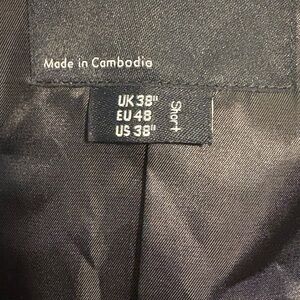 Made in Cambodia
UK 38"
EU 48
US 38"
Short